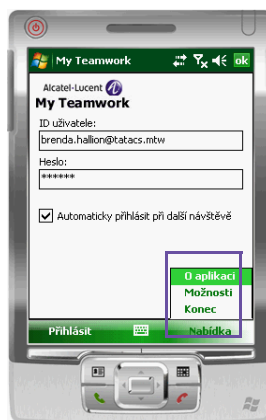 My Teamwork
ok
Alcatel-Lucent
My Teamwork
ID uživatele:
brenda.hallion@tatacs.mtw
Heslo:
******
Automaticky přihlásit při další návštěvě
O aplikaci
Možnosti
Konec
Přihlásit
Nabídka